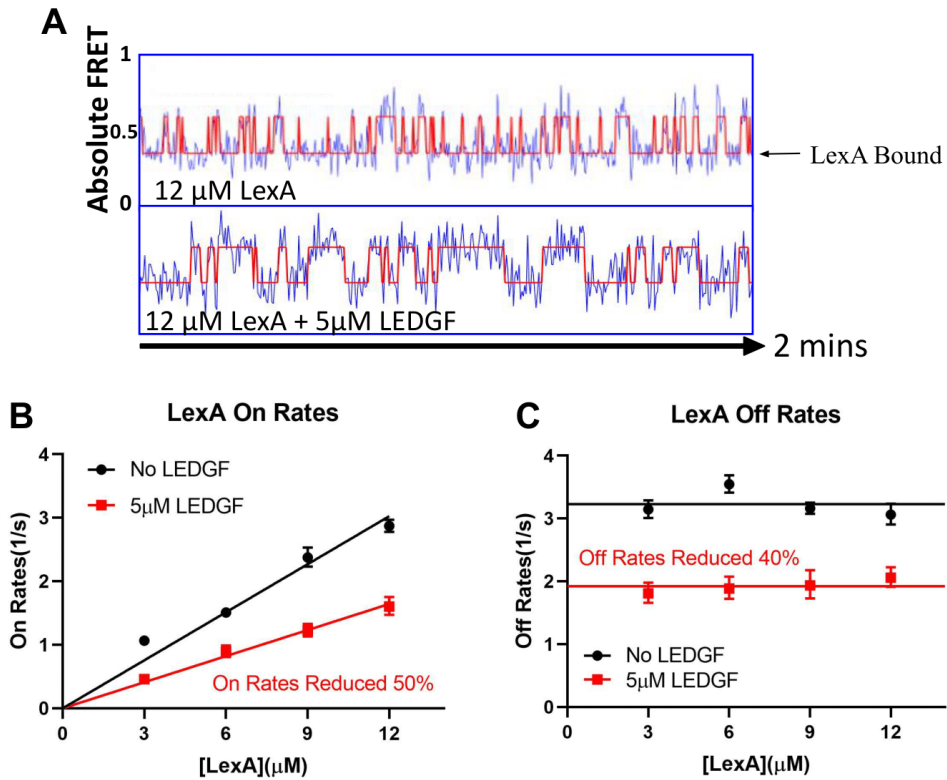 A
Absolute FRET
1
0.5
0
12 μM LexA
LexA Bound
12 μM LexA + 5μM LEDGF
2 mins
B
LexA On Rates
On Rates(1/s)
4
3
2
1
0
No LEDGF
5μM LEDGF
On Rates Reduced 50%
0 3 6 9 12
[LexA](μM)
C
LexA Off Rates
Off Rates(1/s)
4
3
2
1
0
Off Rates Reduced 40%
No LEDGF
5μM LEDGF
0 3 6 9 12
[LexA](μM)